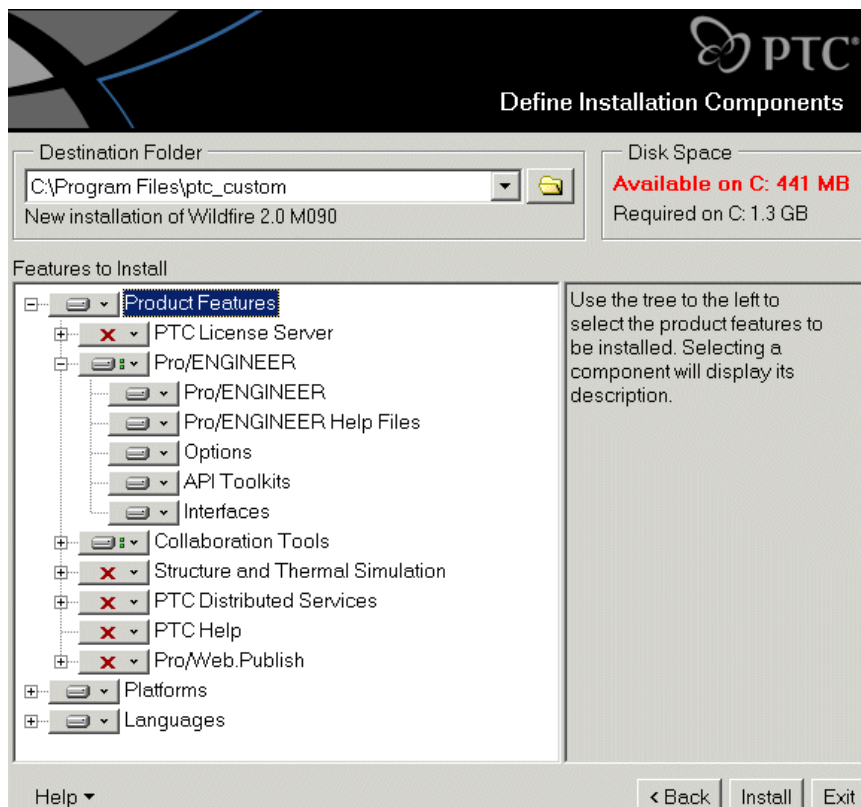 PTC®
Define Installation Components
Destination Folder
C:\Program Files\ptc_custom
New installation of Wildfire 2.0 M090
Disk Space
Available on C: 441 MB
Required on C: 1.3 GB
Features to Install
Product Features
PTC License Server
Pro/ENGINEER
Pro/ENGINEER
Pro/ENGINEER Help Files
Options
API Toolkits
Interfaces
Collaboration Tools
Structure and Thermal Simulation
PTC Distributed Services
PTC Help
Pro/Web.Publish
Platforms
Languages
Use the tree to the left to
select the product features to
be installed. Selecting a
component will display its
description.
Help
< Back
Install
Exit